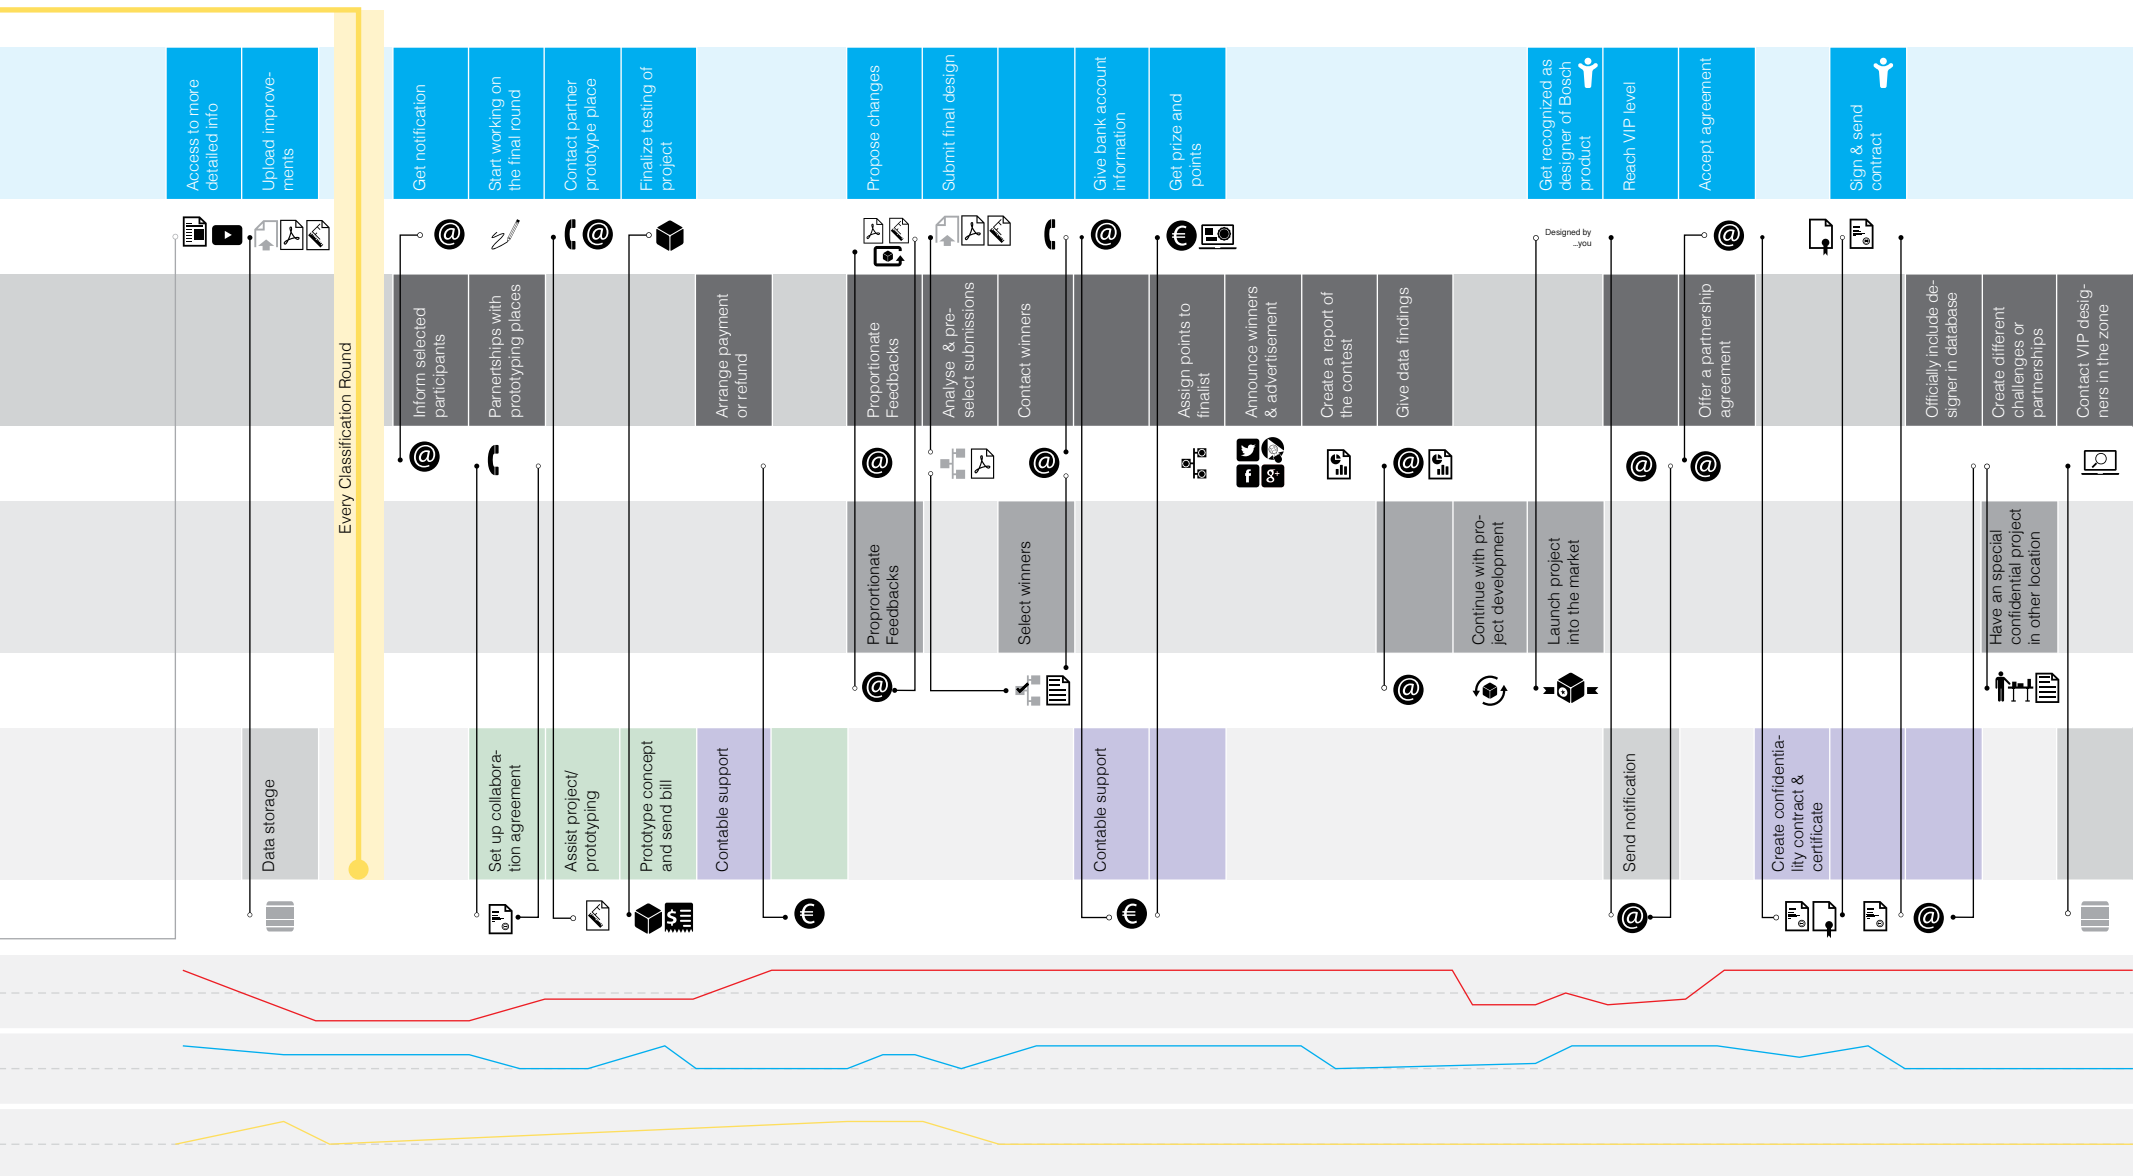 Access to more
detailed info
Upload improve-
ments
Get notification
Start working on
the final round
Contact partner
prototype place
Finalize testing of
project
Propose changes
Submit final design
Give bank account
information
Get prize and
points
Get recognized as
designer of Bosch
product
Reach VIP level
Accept agreement
Sign & send
contract
Designed by
...you
Every Classification Round
Inform selected
participants
Parnertships with
prototyping places
Arrange payment
or refund
Proportionate
Feedbacks
Analyse & pre-
select submissions
Contact winners
Assign points to
finalist
Announce winners
& advertisement
Create a report of
the contest
Give data findings
Offer a partnership
agreement
Officially include de-
signer in database
Create different
challenges or
partnerships
Contact VIP desig-
ners in the zone
Proprortionate
Feedbacks
Select winners
Continue with pro-
ject development
Launch project
into the market
Have an special
confidential project
in other location
Data storage
Set up collabora-
tion agreement
Assist project/
prototyping
Prototype concept
and send bill
Contable support
Contable support
Send notification
Create confidentia-
lity contract &
certificate